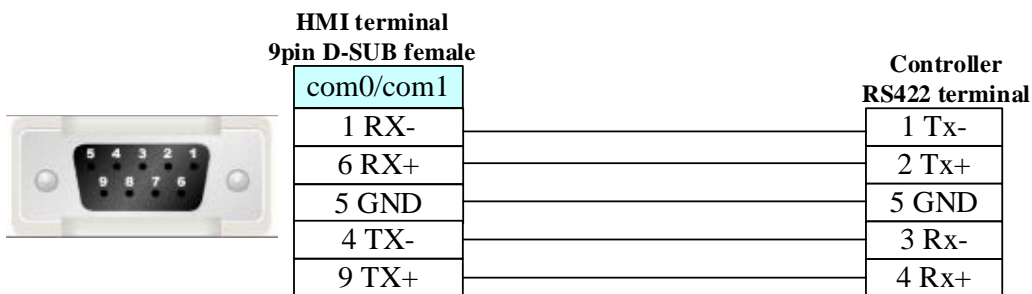 HMI terminal
9pin D-SUB female
com0/com1
1 RX-
6 RX+
5 GND
4 TX-
9 TX+
Controller
RS422 terminal
1 Tx-
2 Tx+
5 GND
3 Rx-
4 Rx+
5 4 3 2 1
9 8 7 6